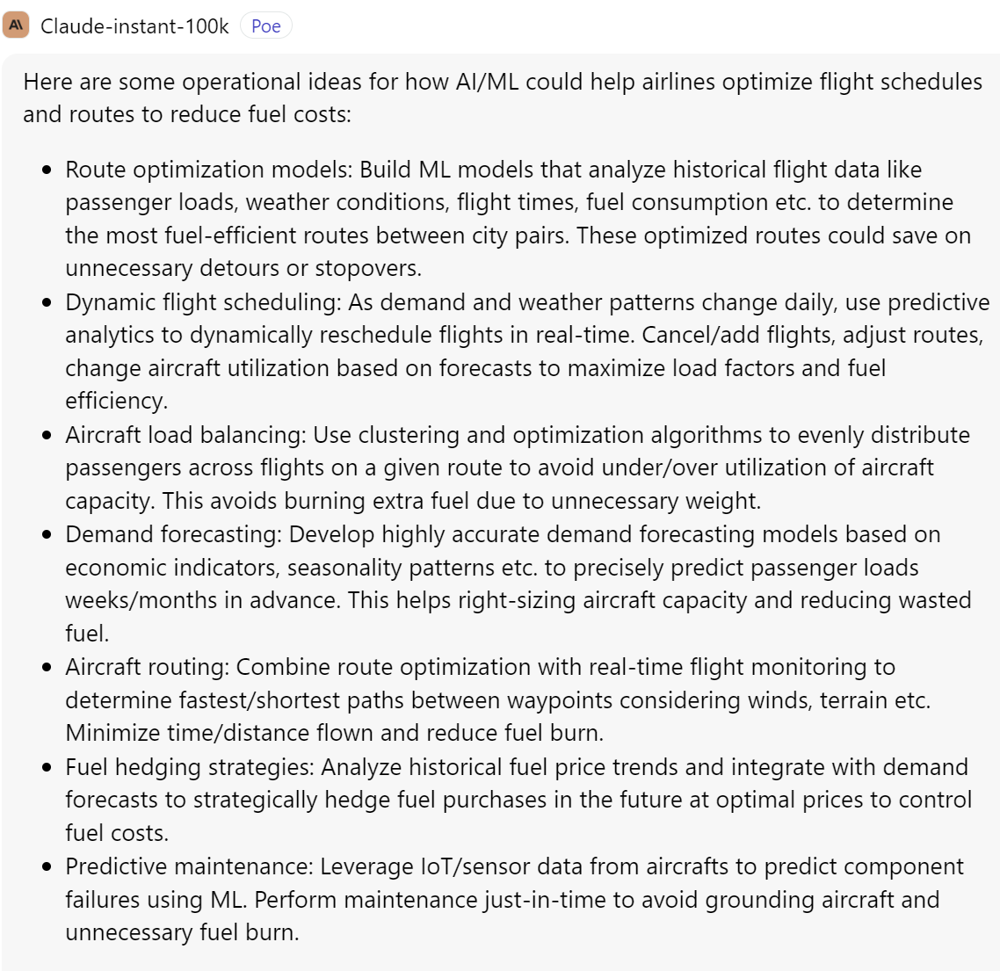 Claude-instant-100k Poe
Here are some operational ideas for how AI/ML could help airlines optimize flight schedules
and routes to reduce fuel costs:
• Route optimization models: Build ML models that analyze historical flight data like
passenger loads, weather conditions, flight times, fuel consumption etc. to determine
the most fuel-efficient routes between city pairs. These optimized routes could save on
unnecessary detours or stopovers.
• Dynamic flight scheduling: As demand and weather patterns change daily, use predictive
analytics to dynamically reschedule flights in real-time. Cancel/add flights, adjust routes,
change aircraft utilization based on forecasts to maximize load factors and fuel
efficiency.
• Aircraft load balancing: Use clustering and optimization algorithms to evenly distribute
passengers across flights on a given route to avoid under/over utilization of aircraft
capacity. This avoids burning extra fuel due to unnecessary weight.
• Demand forecasting: Develop highly accurate demand forecasting models based on
economic indicators, seasonality patterns etc. to precisely predict passenger loads
weeks/months in advance. This helps right-sizing aircraft capacity and reducing wasted
fuel.
• Aircraft routing: Combine route optimization with real-time flight monitoring to
determine fastest/shortest paths between waypoints considering winds, terrain etc.
Minimize time/distance flown and reduce fuel burn.
• Fuel hedging strategies: Analyze historical fuel price trends and integrate with demand
forecasts to strategically hedge fuel purchases in the future at optimal prices to control
fuel costs.
• Predictive maintenance: Leverage IoT/sensor data from aircrafts to predict component
failures using ML. Perform maintenance just-in-time to avoid grounding aircraft and
unnecessary fuel burn.